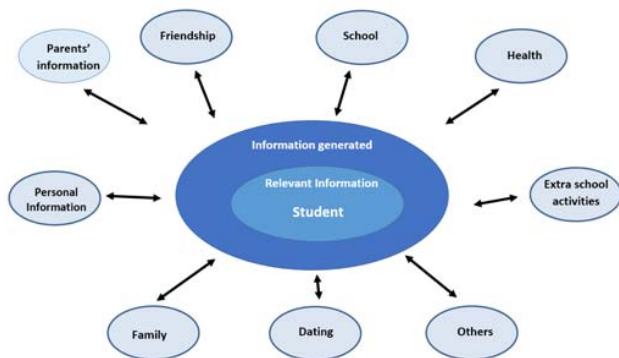 Parents'
information
Friendship
School
Health
Information generated
Relevant Information
Student
Personal
Information
Extra school
activities
Family
Dating
Others